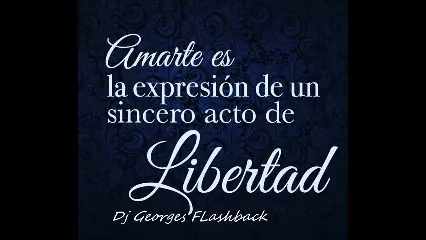 Amarte es
la expresión de un
sincero acto de
Libertad
Dj Georges FLashback